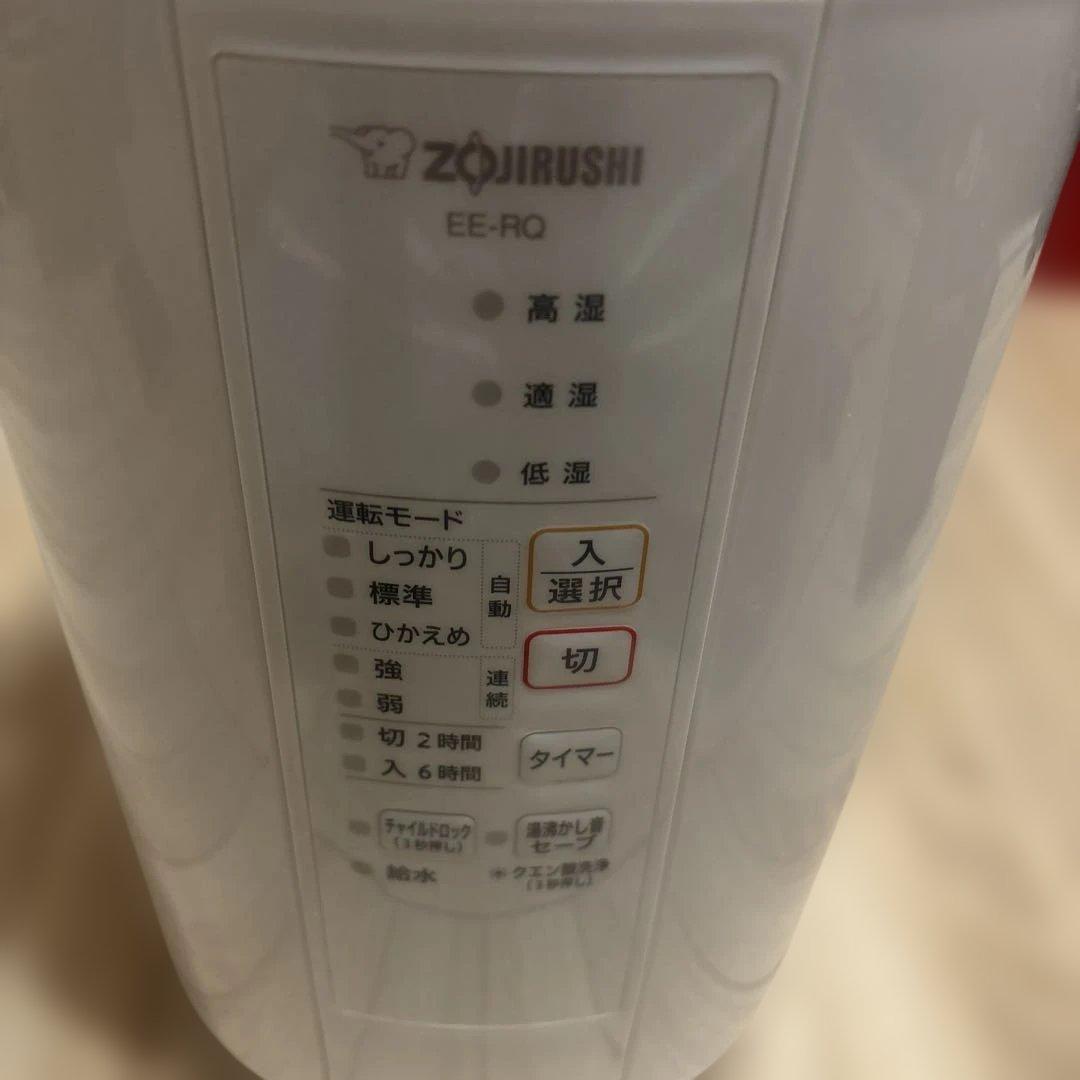 ZOJIRUSHI
EE-RQ
高湿
適湿
低湿
運転モード
しっかり
標準
ひかえめ
自動
強
弱
連続
入
選択
切
切 2時間
入 6時間
タイマー
チャイルドロック
(3秒押し)
湯沸かし音
セーブ
給水
クエン酸洗浄
(3秒押し)